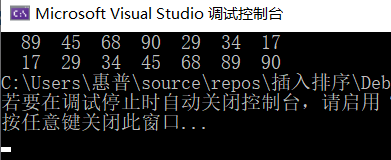 Microsoft Visual Studio 调试控制台
89 45 68 90 29 34 17
17 29 34 45 68 89 90
C:\Users\惠普\source\repos\插入排序\Deb
若要在调试停止时自动关闭控制台，请启用
按任意键关闭此窗口...